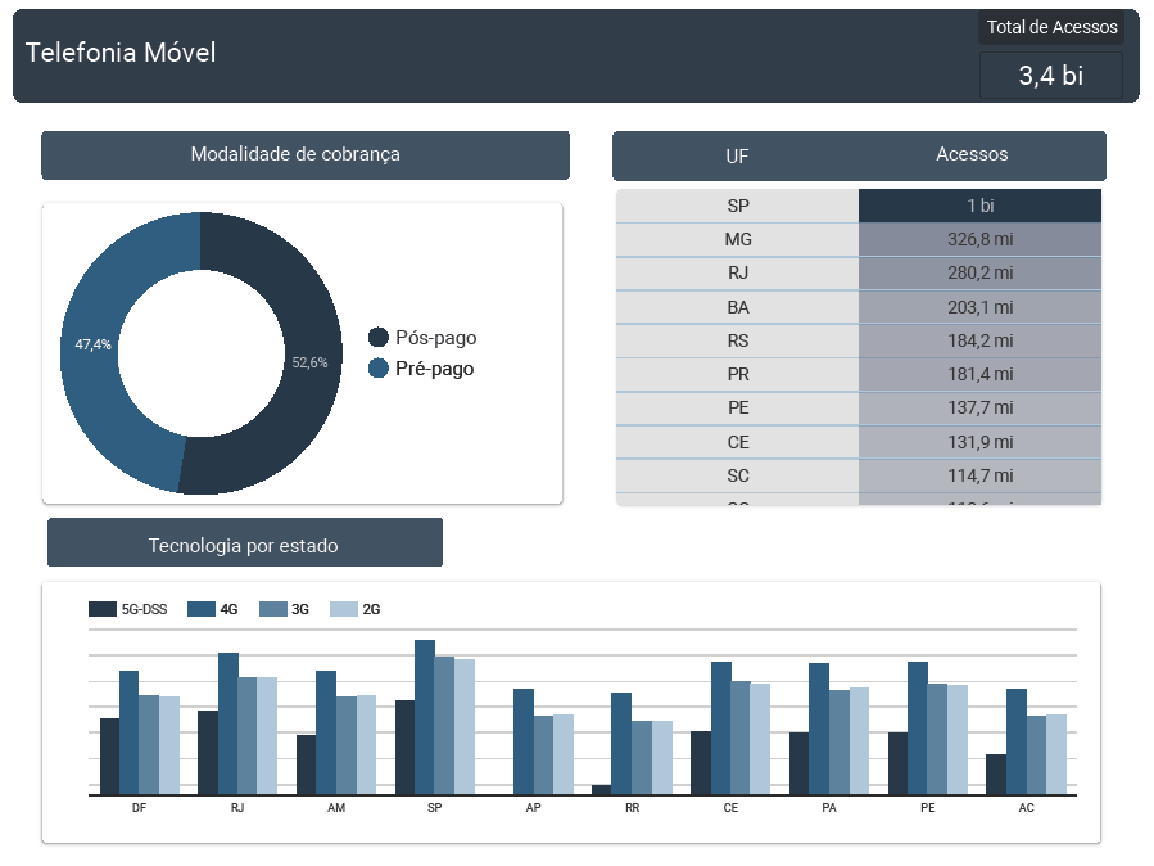 Telefonia Móvel
Total de Acessos
3,4 bi
Modalidade de cobrança
47,4%
52,6%
Pós-pago
Pré-pago
UF Acessos
SP 1 bi
MG 326,8 mi
RJ 280,2 mi
BA 203,1 mi
RS 184,2 mi
PR 181,4 mi
PE 137,7 mi
CE 131,9 mi
SC 114,7 mi
Tecnologia por estado
5G-DSS 4G 3G 2G
DF RJ AM SP AP RR CE PA PE AC